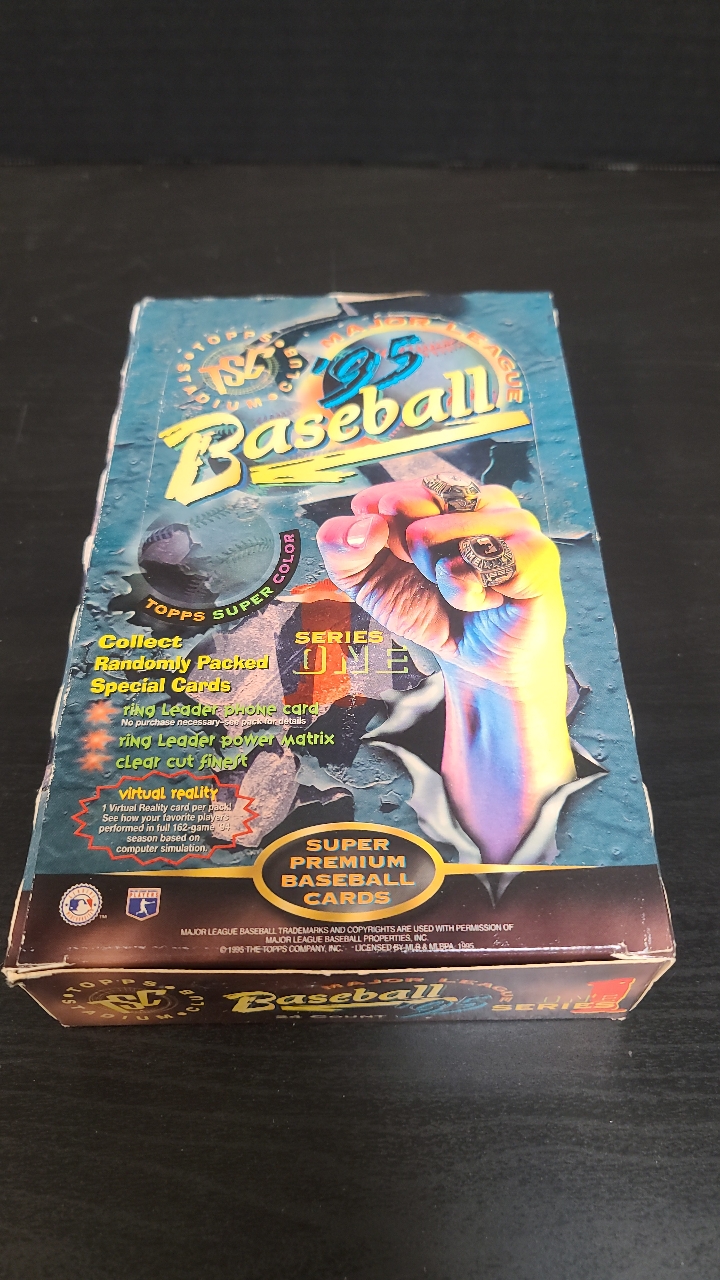 TOPPS STADIUM CLUB
TSC
MAJOR LEAGUE
'95
Baseball
TOPPS SUPER COLOR
Collect
Randomly Packed
Special Cards
SERIES
ONE
ring Leader phone card
No purchase necessary-see pack for details
ring Leader power matrix
clear cut finest
virtual reality
1 Virtual Reality card per pack!
See how your favorite players
performed in full 162-game '94
season based on
computer simulation.
SUPER
PREMIUM
BASEBALL
CARDS
MAJOR LEAGUE BASEBALL TRADEMARKS AND COPYRIGHTS ARE USED WITH PERMISSION OF
MAJOR LEAGUE BASEBALL PROPERTIES, INC.
© 1995 THE TOPPS COMPANY, INC. LICENSED BY MLB & MLBPA, 1995
TOPPS STADIUM CLUB
TSC
MAJOR LEAGUE
Baseball '95
24 COUNT
ONE
SERIES 1